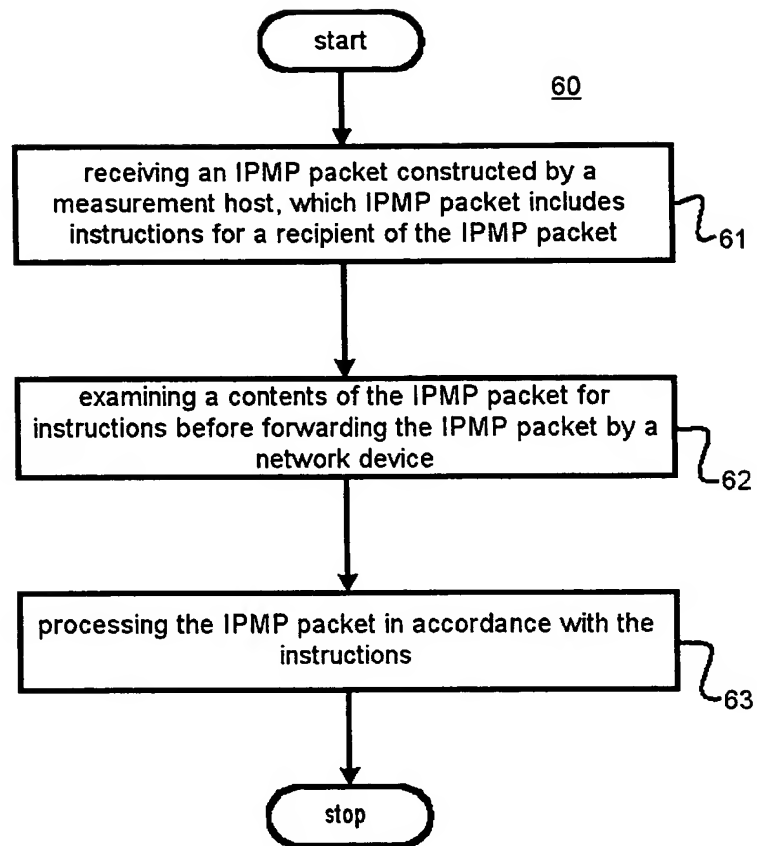 start
60
receiving an IPMP packet constructed by a
measurement host, which IPMP packet includes
instructions for a recipient of the IPMP packet
61
examining a contents of the IPMP packet for
instructions before forwarding the IPMP packet by a
network device
62
processing the IPMP packet in accordance with the
instructions
63
stop